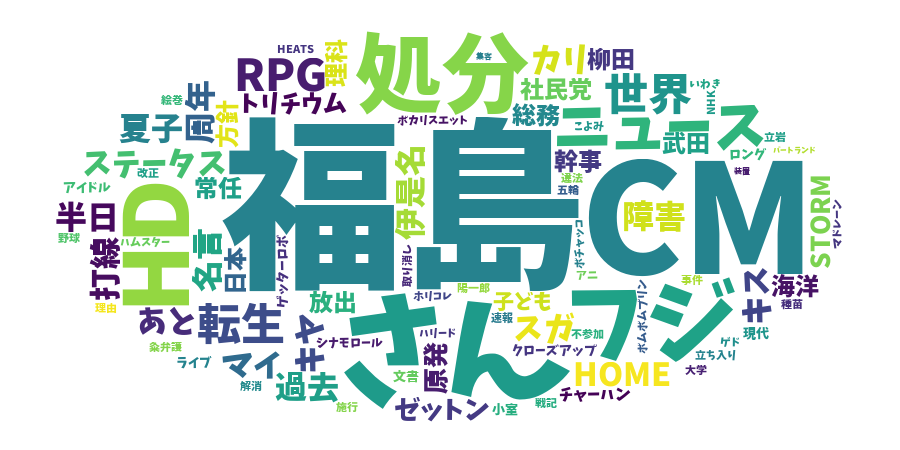 HEATS
集客
処分
カリ
柳田
RPG
理科
社民党
世界
いわき
NHK
絵巻
周年
トリチウム
総務
ニュース
夏子
方針
ポカリスエット
こよみ
武田
立岩
ステータス
改正
福島
CM
幹事
ロング
パートランド
アイドル
常任
伊是名
違法
五輪
装置
半田
HD
名言
障害
STORM
マドレーン
野球
ハムスター
打線
日本
ゲッターロボ
取り消し
ポチャッコ
アニ
事件
キス
海洋
理由
放出
ホリコレ
陽一郎
子ども
ポムポムプリン
種苗
あと
転生
キャ
さん
速報
スガ
不参加
フジ
現代
粂弁護
シナモロール
ハリード
クローズアップ
ゲド
立ち入り
ライブ
マイ
原発
文書
HOME
大学
解消
過去
チャーハン
施行
ゼットン
小室
戦記